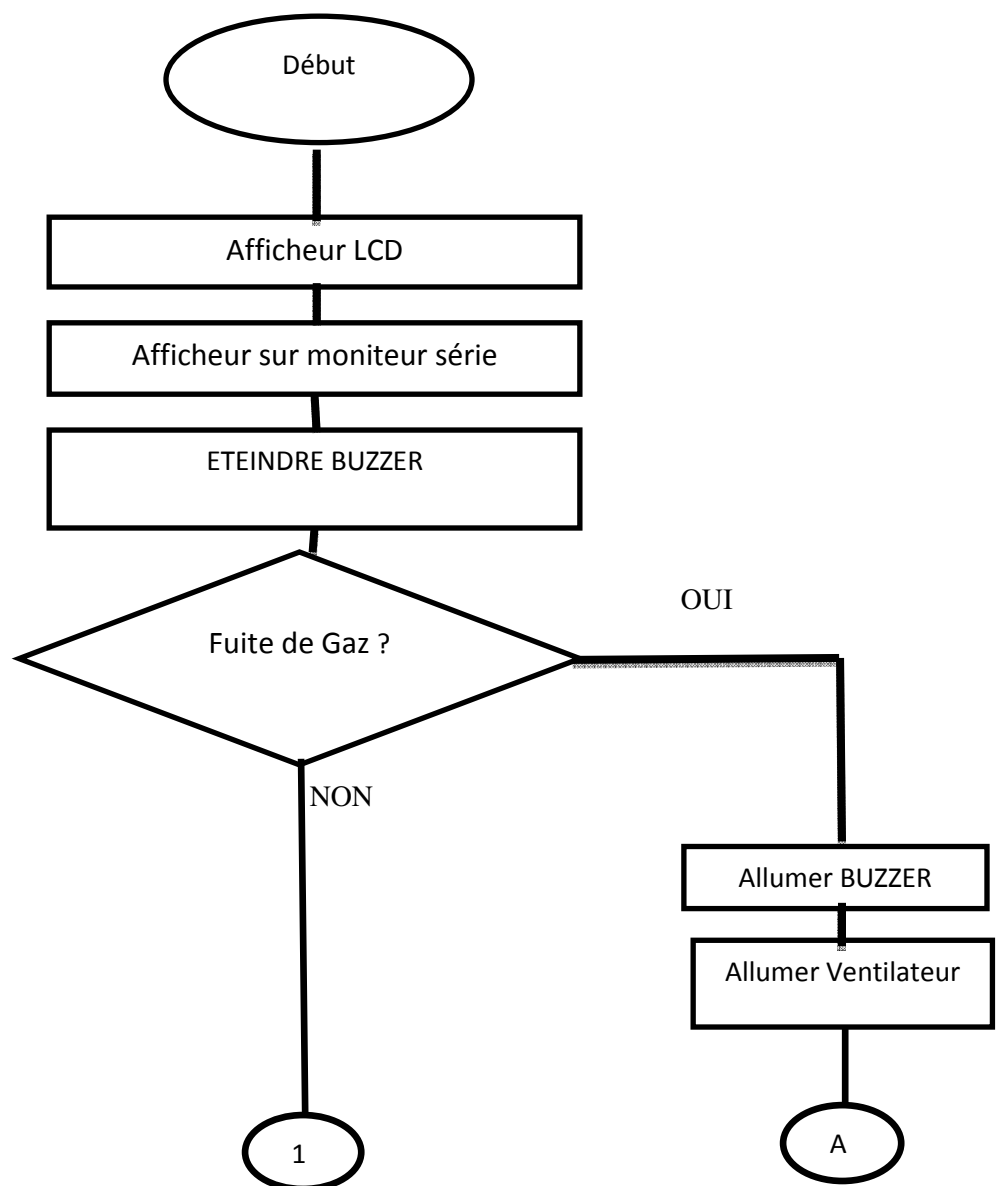 Début
Afficheur LCD
Afficheur sur moniteur série
ETEINDRE BUZZER
Fuite de Gaz ?
OUI
NON
Allumer BUZZER
Allumer Ventilateur
1
A